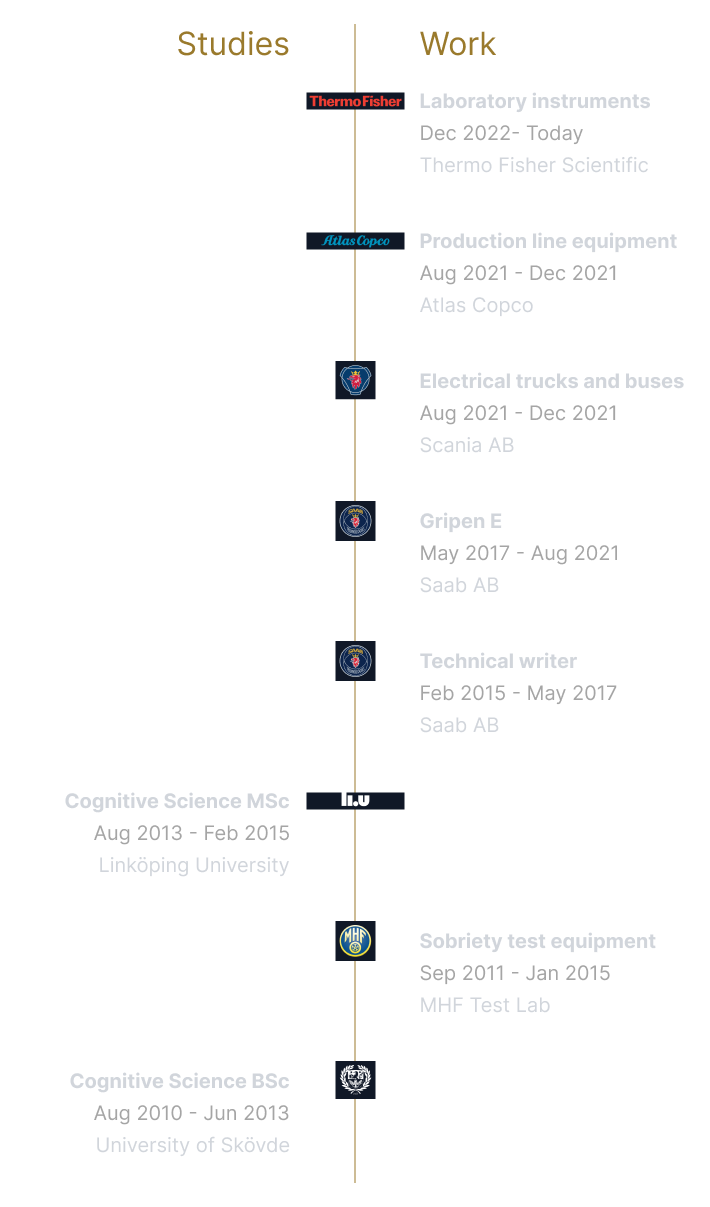 Studies
Work
ThermoFisher
Laboratory instruments
Dec 2022- Today
Thermo Fisher Scientific
Atlas Copco
Production line equipment
Aug 2021 - Dec 2021
Atlas Copco
Electrical trucks and buses
Aug 2021 - Dec 2021
Scania AB
Gripen E
May 2017 - Aug 2021
Saab AB
Technical writer
Feb 2015 - May 2017
Saab AB
Cognitive Science MSc
Aug 2013 - Feb 2015
Linköping University
li.u
MHF
Sobriety test equipment
Sep 2011 - Jan 2015
MHF Test Lab
Cognitive Science BSc
Aug 2010 - Jun 2013
University of Skövde